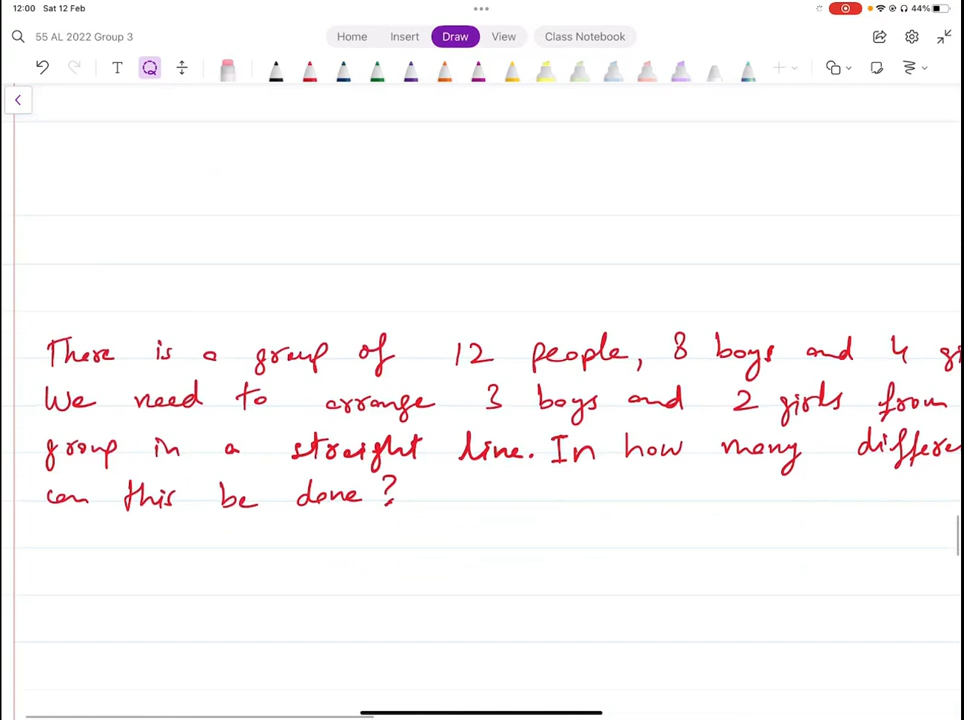 12:00 Sat 12 Feb
44%
55 AL 2022 Group 3
Home Insert Draw View Class Notebook
T
There is a group of 12 people, 8 boys and 4
We need to arrange 3 boys and 2 girls from
group in a straight line. In how many
can this be done?